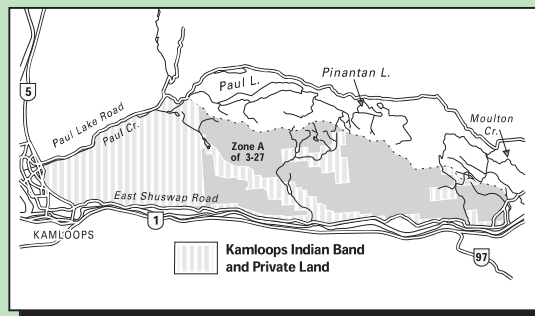 5
Paul Lake Road
Paul Cr.
Paul L.
Pinantan L.
Moulton
Cr.
Zone A
of 3-27
East Shuswap Road
1
KAMLOOPS
97
Kamloops Indian Band
and Private Land